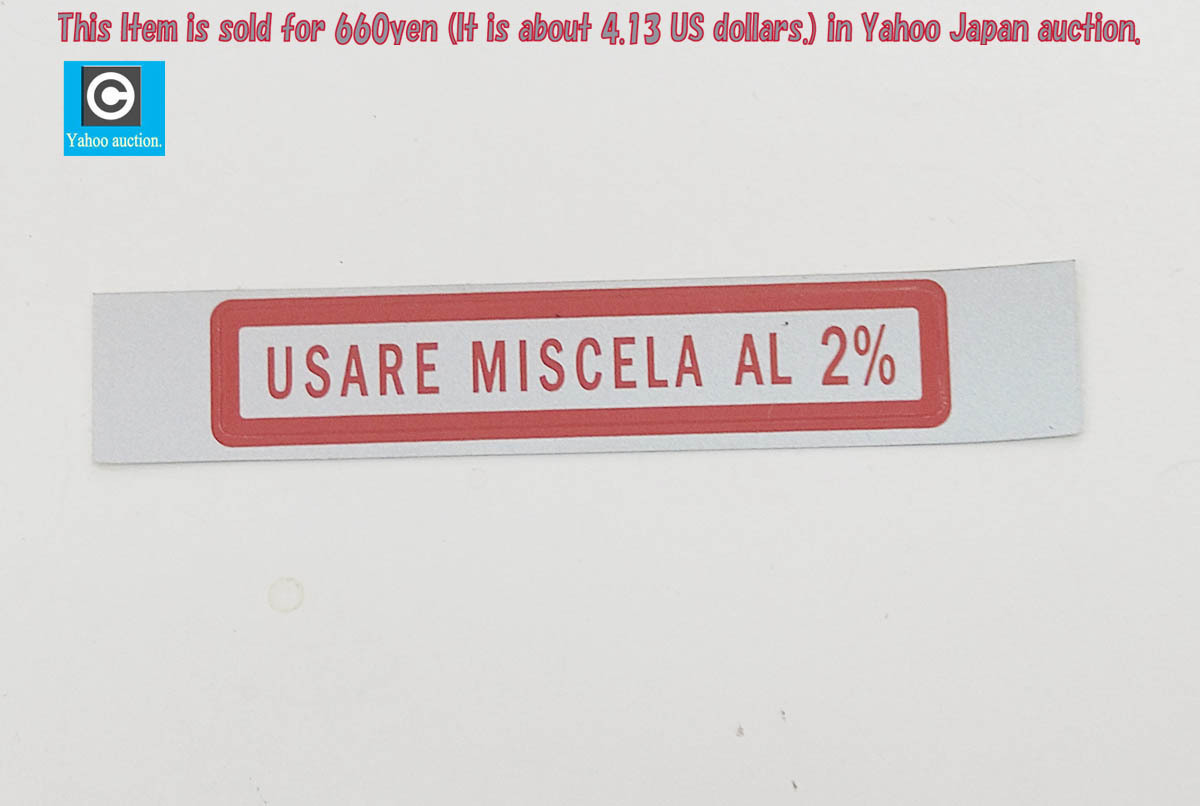 This Item is sold for 660yen (It is about 4.13 US dollars.) in Yahoo Japan auction.
C
Yahoo auction.
USARE MISCELA AL 2%